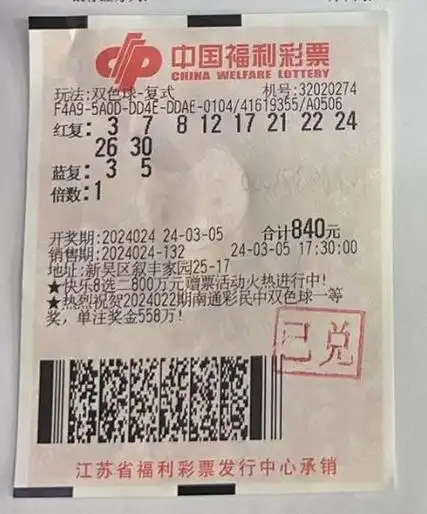 中国福利彩票
CHINA WELFARE LOTTERY
玩法:双色球-复式 机号:32020274
F4A9-5A0D-DD4E-DDAE-0104/41619355/A0506
红复: 3 7 8 12 17 21 22 24
26 30
蓝复: 3 5
倍数:1
合计840元
开奖期:2024024 24-03-05
销售期:2024024-132 24-03-05 17:30:00
地址:新吴区叙丰家园25-17
★快乐8选二800万元赠票活动火热进行中!
★热烈祝贺2024022期南通彩民中双色球一等
奖,单注奖金558万!
已兑
江苏省福利彩票发行中心承销